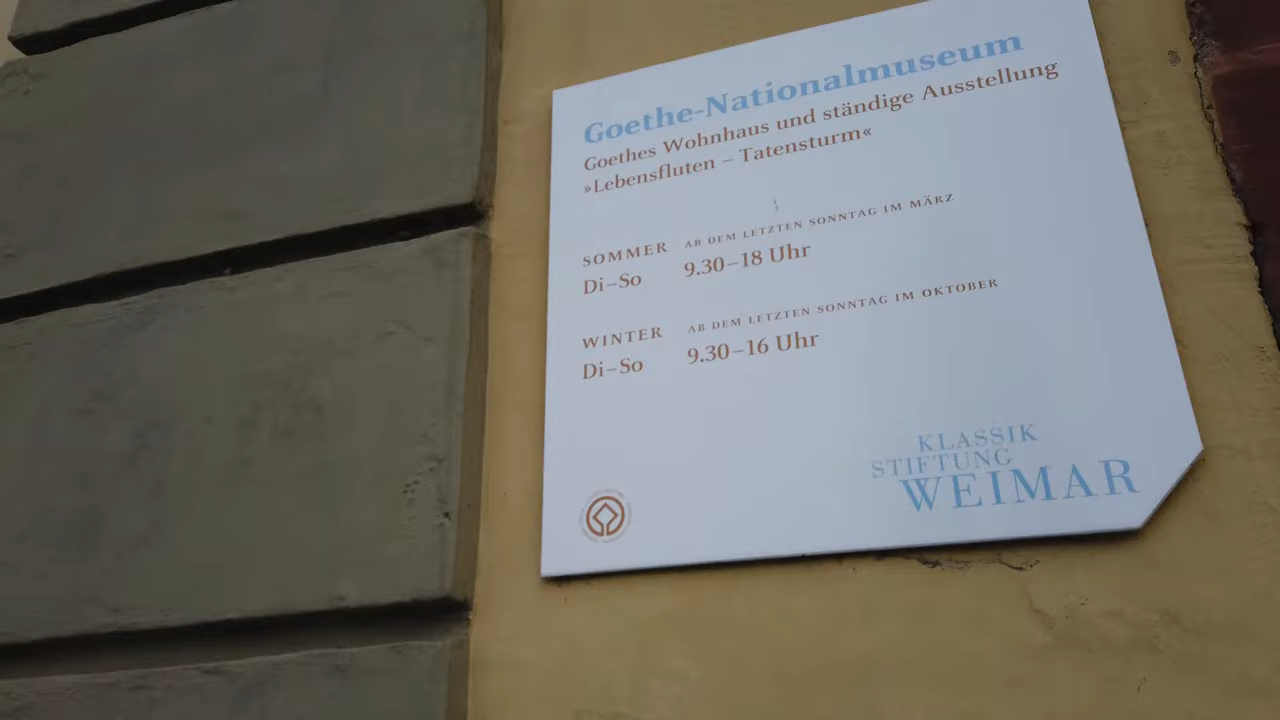 Goethe-Nationalmuseum
Goethes Wohnhaus und ständige Ausstellung
»Lebensfluten – Tatensturm«
SOMMER AB DEM LETZTEN SONNTAG IM MÄRZ
Di–So 9.30–18 Uhr
WINTER AB DEM LETZTEN SONNTAG IM OKTOBER
Di–So 9.30–16 Uhr
KLASSIK
STIFTUNG
WEIMAR